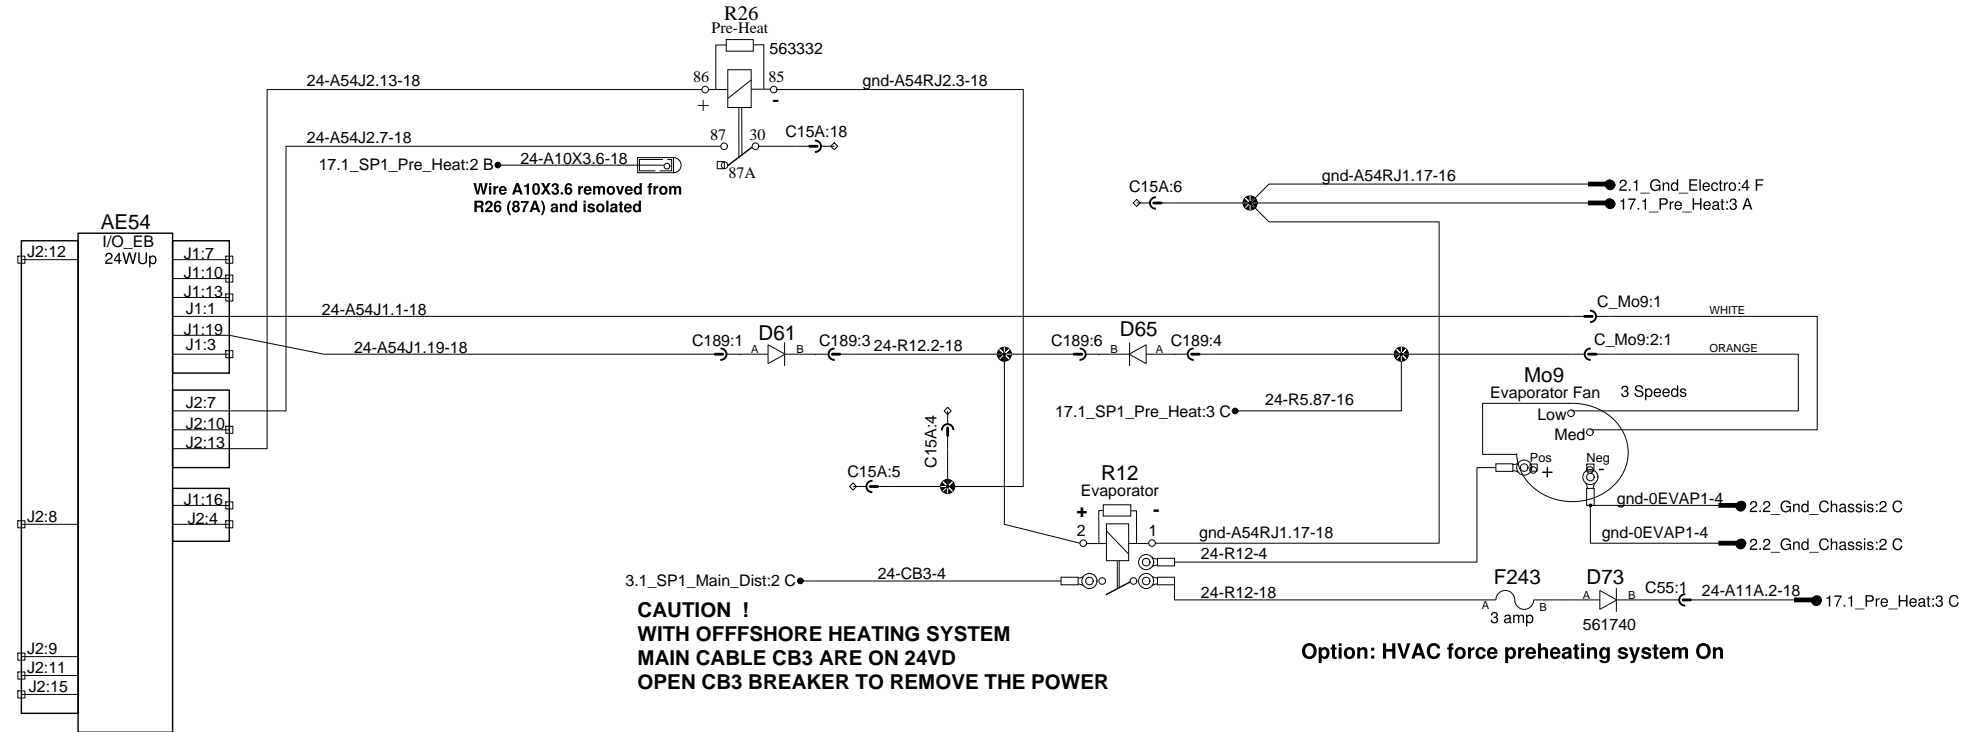 R26
Pre-Heat
563332
24-A54J2.13-18
86
85
gnd-A54RJ2.3-18
+
-
24-A54J2.7-18
87
30
C15A:18
17.1_SP1_Pre_Heat:2 B
24-A10X3.6-18
87A
Wire A10X3.6 removed from
R26 (87A) and isolated
C15A:6
gnd-A54RJ1.17-16
2.1_Gnd_Electro:4 F
17.1_Pre_Heat:3 A
AE54
I/O_EB
24WUp
J2:12
J1:7
J1:10
J1:13
J1:1
J1:19
J1:3
J2:7
J2:10
J2:13
J1:16
J2:4
J2:8
J2:9
J2:11
J2:15
24-A54J1.1-18
C_Mo9:1
WHITE
24-A54J1.19-18
C189:1
A
D61
B
C189:3
24-R12.2-18
C189:6
B
D65
A
C189:4
C_Mo9:2:1
ORANGE
17.1_SP1_Pre_Heat:3 C
24-R5.87-16
Mo9
Evaporator Fan
3 Speeds
Low
Med
Pos
+
Neg
-
C15A:4
C15A:5
R12
Evaporator
+
-
2
1
gnd-A54RJ1.17-18
24-R12-4
gnd-0EVAP1-4
2.2_Gnd_Chassis:2 C
gnd-0EVAP1-4
2.2_Gnd_Chassis:2 C
3.1_SP1_Main_Dist:2 C
24-CB3-4
24-R12-18
F243
A
B
3 amp
D73
A
B
561740
C55:1
24-A11A.2-18
17.1_Pre_Heat:3 C
CAUTION !
WITH OFFFSHORE HEATING SYSTEM
MAIN CABLE CB3 ARE ON 24VD
OPEN CB3 BREAKER TO REMOVE THE POWER
Option: HVAC force preheating system On